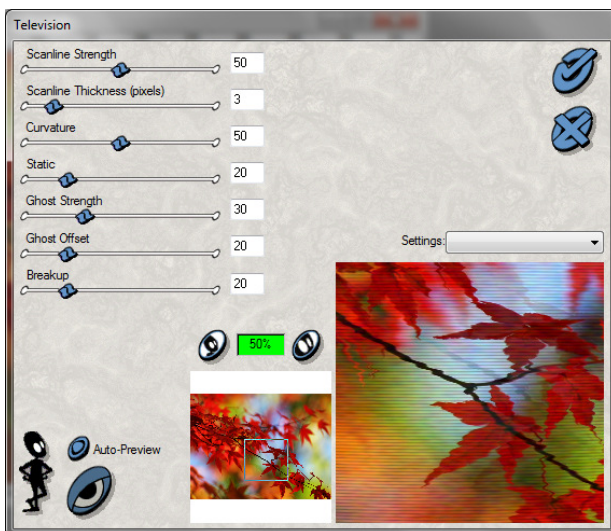 Television
Scanline Strength
50
Scanline Thickness (pixels)
3
Curvature
50
Static
20
Ghost Strength
30
Ghost Offset
20
Settings:
Breakup
20
50%
Auto-Preview